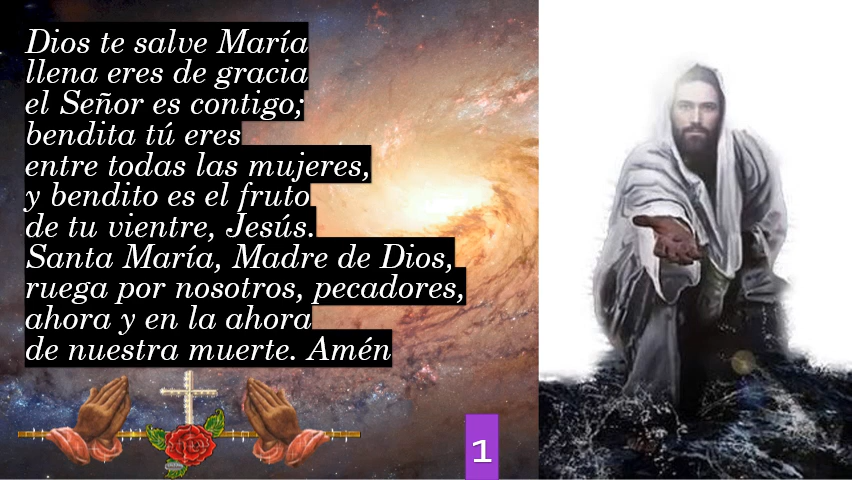 Dios te salve María
llena eres de gracia
el Señor es contigo;
bendita tú eres
entre todas las mujeres,
y bendito es el fruto
de tu vientre, Jesús.
Santa María, Madre de Dios,
ruega por nosotros, pecadores,
ahora y en la ahora
de nuestra muerte. Amén
1